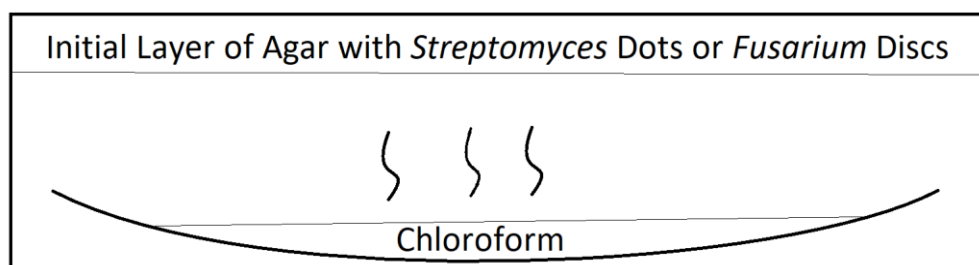 Initial Layer of Agar with Streptomyces Dots or Fusarium Discs
Chloroform